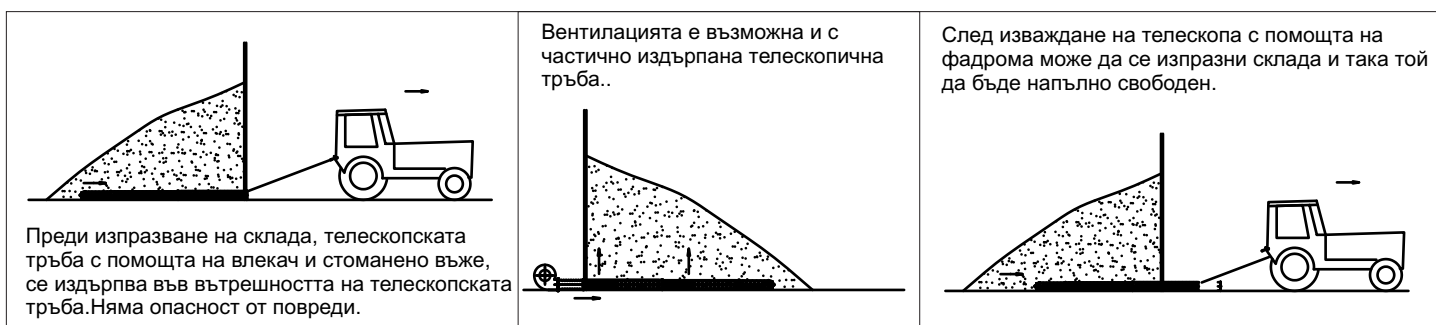 Преди изпразване на склада, телескопската
тръба с помощта на влекач и стоманено въже,
се издърпва във вътрешността на телескопската
тръба.Няма опасност от повреди.
Вентилацията е възможна и с
частично издърпана телескопична
тръба..
След изваждане на телескопа с помощта на
фадрома може да се изпразни склада и така той
да бъде напълно свободен.